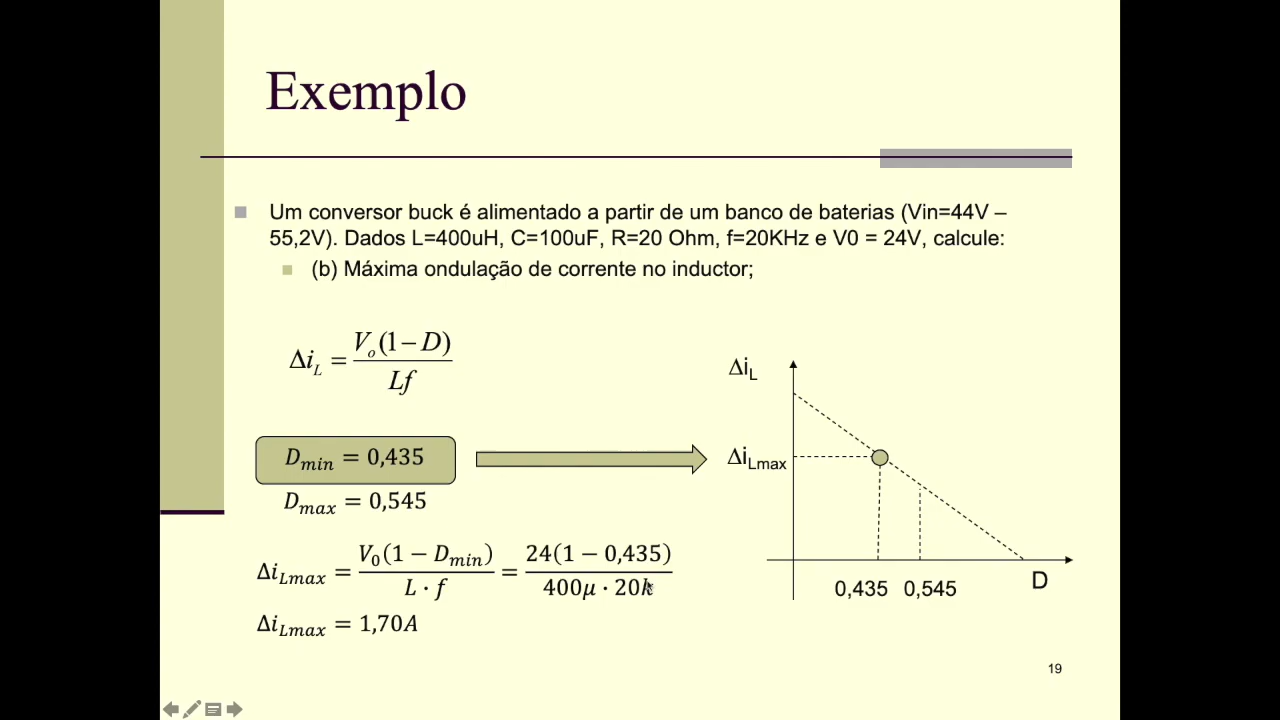 Exemplo
Um conversor buck é alimentado a partir de um banco de baterias (Vin=44V –
55,2V). Dados L=400uH, C=100uF, R=20 Ohm, f=20KHz e V0 = 24V, calcule:
(b) Máxima ondulação de corrente no inductor;
Δi_L = V_o(1−D) / Lf
D_min = 0,435
D_max = 0,545
Δi_Lmax = V_0(1 − D_min) / L · f = 24(1 − 0,435) / 400μ · 20k
Δi_Lmax = 1,70A
Δi_L
Δi_Lmax
0,435 0,545 D
19